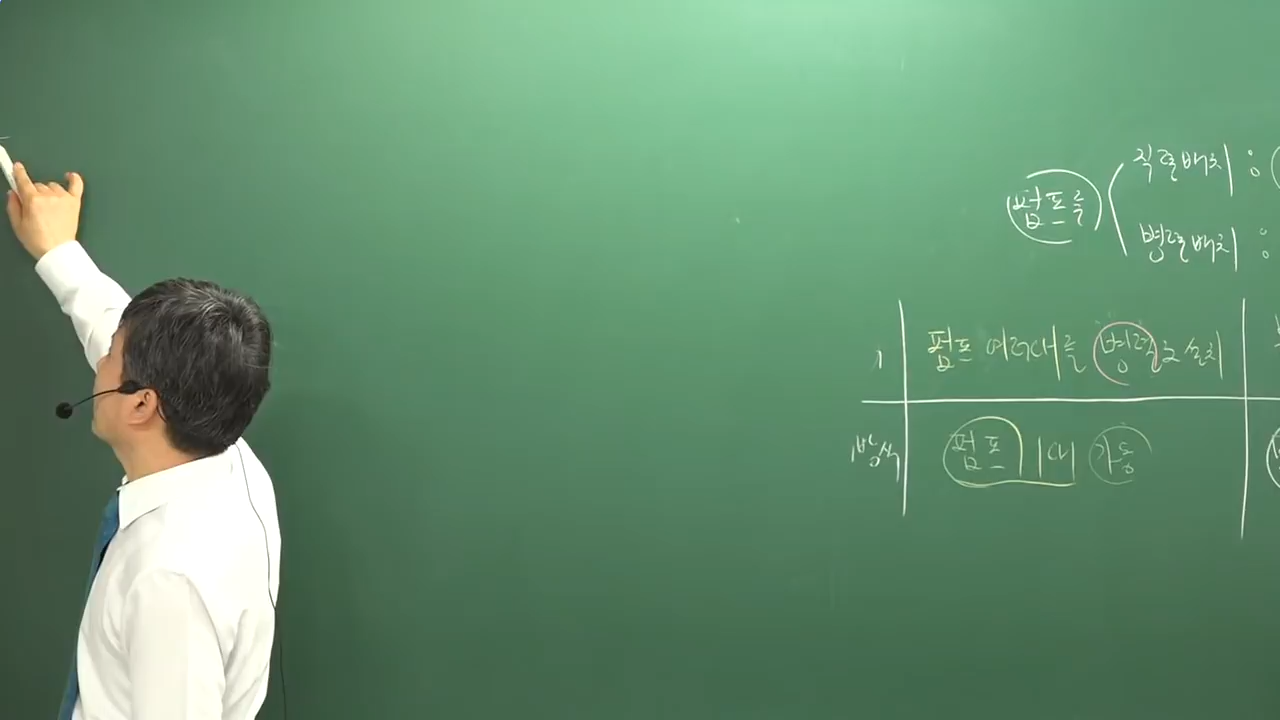 펌프를
직렬배치 :
병렬배치 :
펌프 여러대를 병렬로 설치
방식
펌프 1대 가동